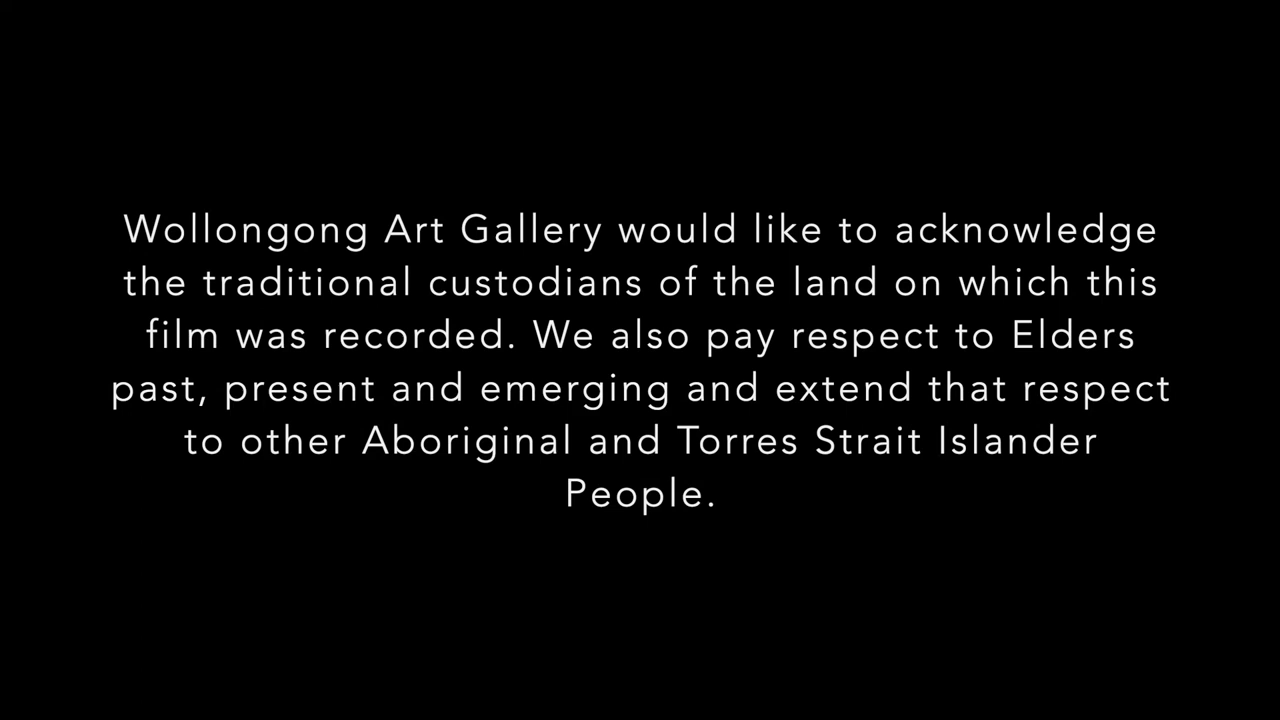 Wollongong Art Gallery would like to acknowledge
the traditional custodians of the land on which this
film was recorded. We also pay respect to Elders
past, present and emerging and extend that respect
to other Aboriginal and Torres Strait Islander
People.